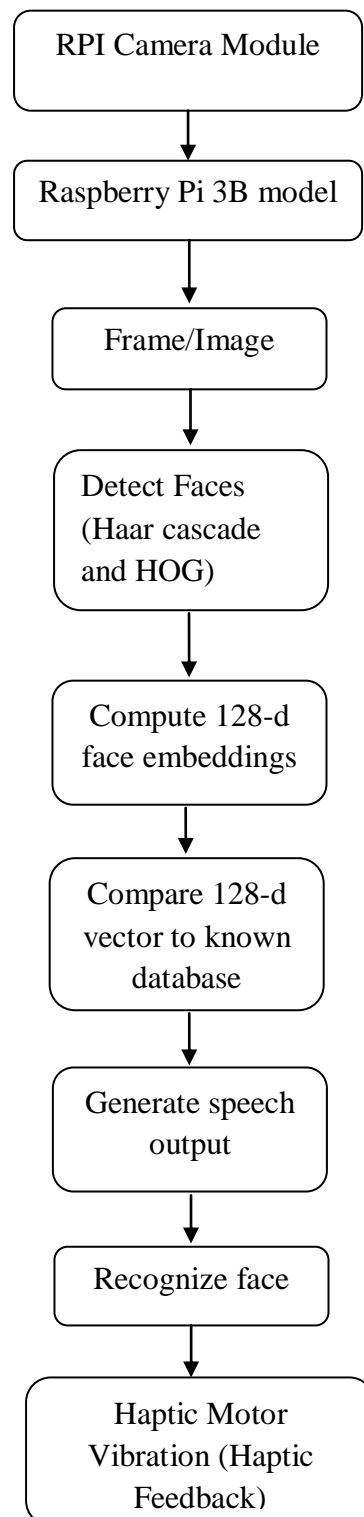 RPI Camera Module
Raspberry Pi 3B model
Frame/Image
Detect Faces
(Haar cascade
and HOG)
Compute 128-d
face embeddings
Compare 128-d
vector to known
database
Generate speech
output
Recognize face
Haptic Motor
Vibration (Haptic
Feedback)